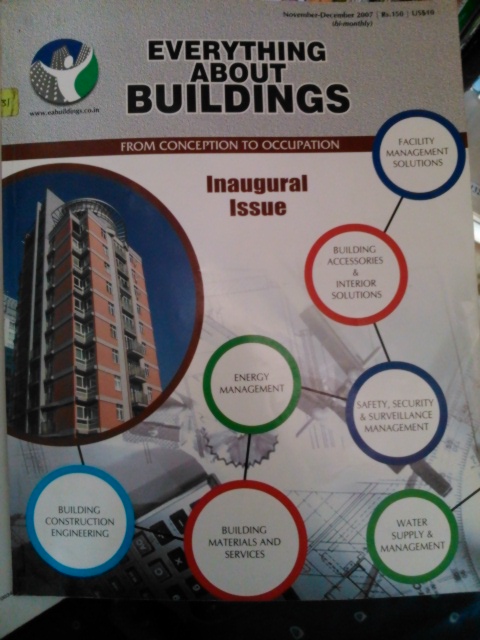 November-December 2007 | Rs.150 | US$10
(bi-monthly)
EVERYTHING
ABOUT
BUILDINGS
www.eabuildings.co.in
FROM CONCEPTION TO OCCUPATION
Inaugural
Issue
FACILITY
MANAGEMENT
SOLUTIONS
BUILDING
ACCESSORIES
&
INTERIOR
SOLUTIONS
ENERGY
MANAGEMENT
SAFETY, SECURITY
& SURVEILLANCE
MANAGEMENT
BUILDING
CONSTRUCTION
ENGINEERING
BUILDING
MATERIALS AND
SERVICES
WATER
SUPPLY &
MANAGEMENT